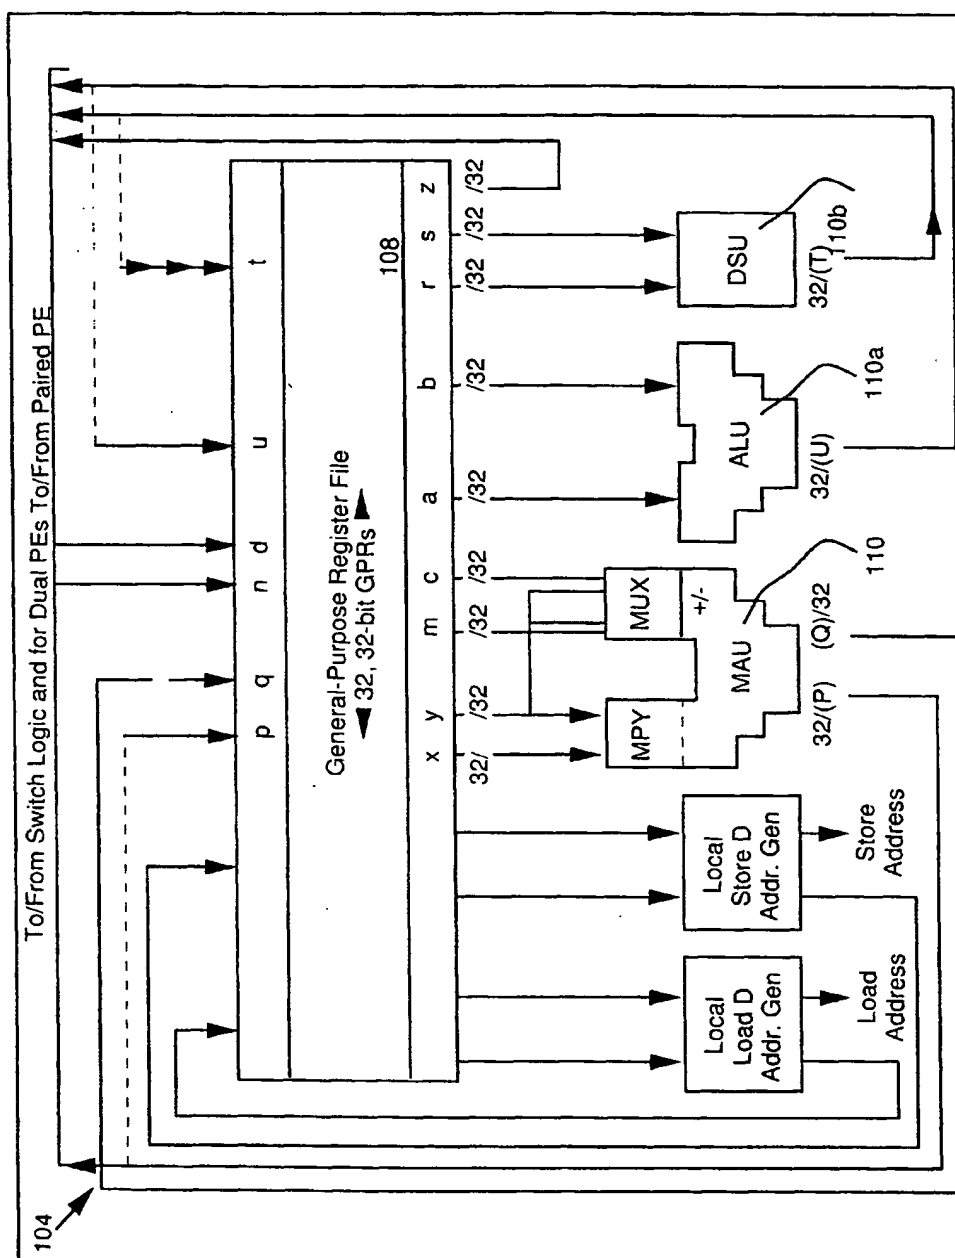 104
To/From Switch Logic and for Dual PEs To/From Paired PE
p q n d u t
General-Purpose Register File
32, 32-bit GPRs
108
x y m c a b r s z
32/ /32 /32 /32 /32 /32 /32 /32 /32
Local
Load D
Addr. Gen
Local
Store D
Addr. Gen
MPY
MUX
+/-
MAU
ALU
DSU
32/(P) (Q)/32
32/(U)
32/(T)
110
110a
110b
Load
Address
Store
Address